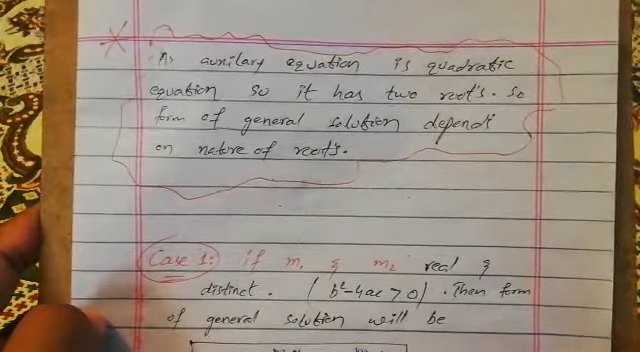 As auxilary equation is quadratic
equation so it has two root's. so
form of general solution depends
on nature of root's.
Case 1: if m₁ & m₂ real &
distinct. (b²-4ac > 0). Then form
of general solution will be